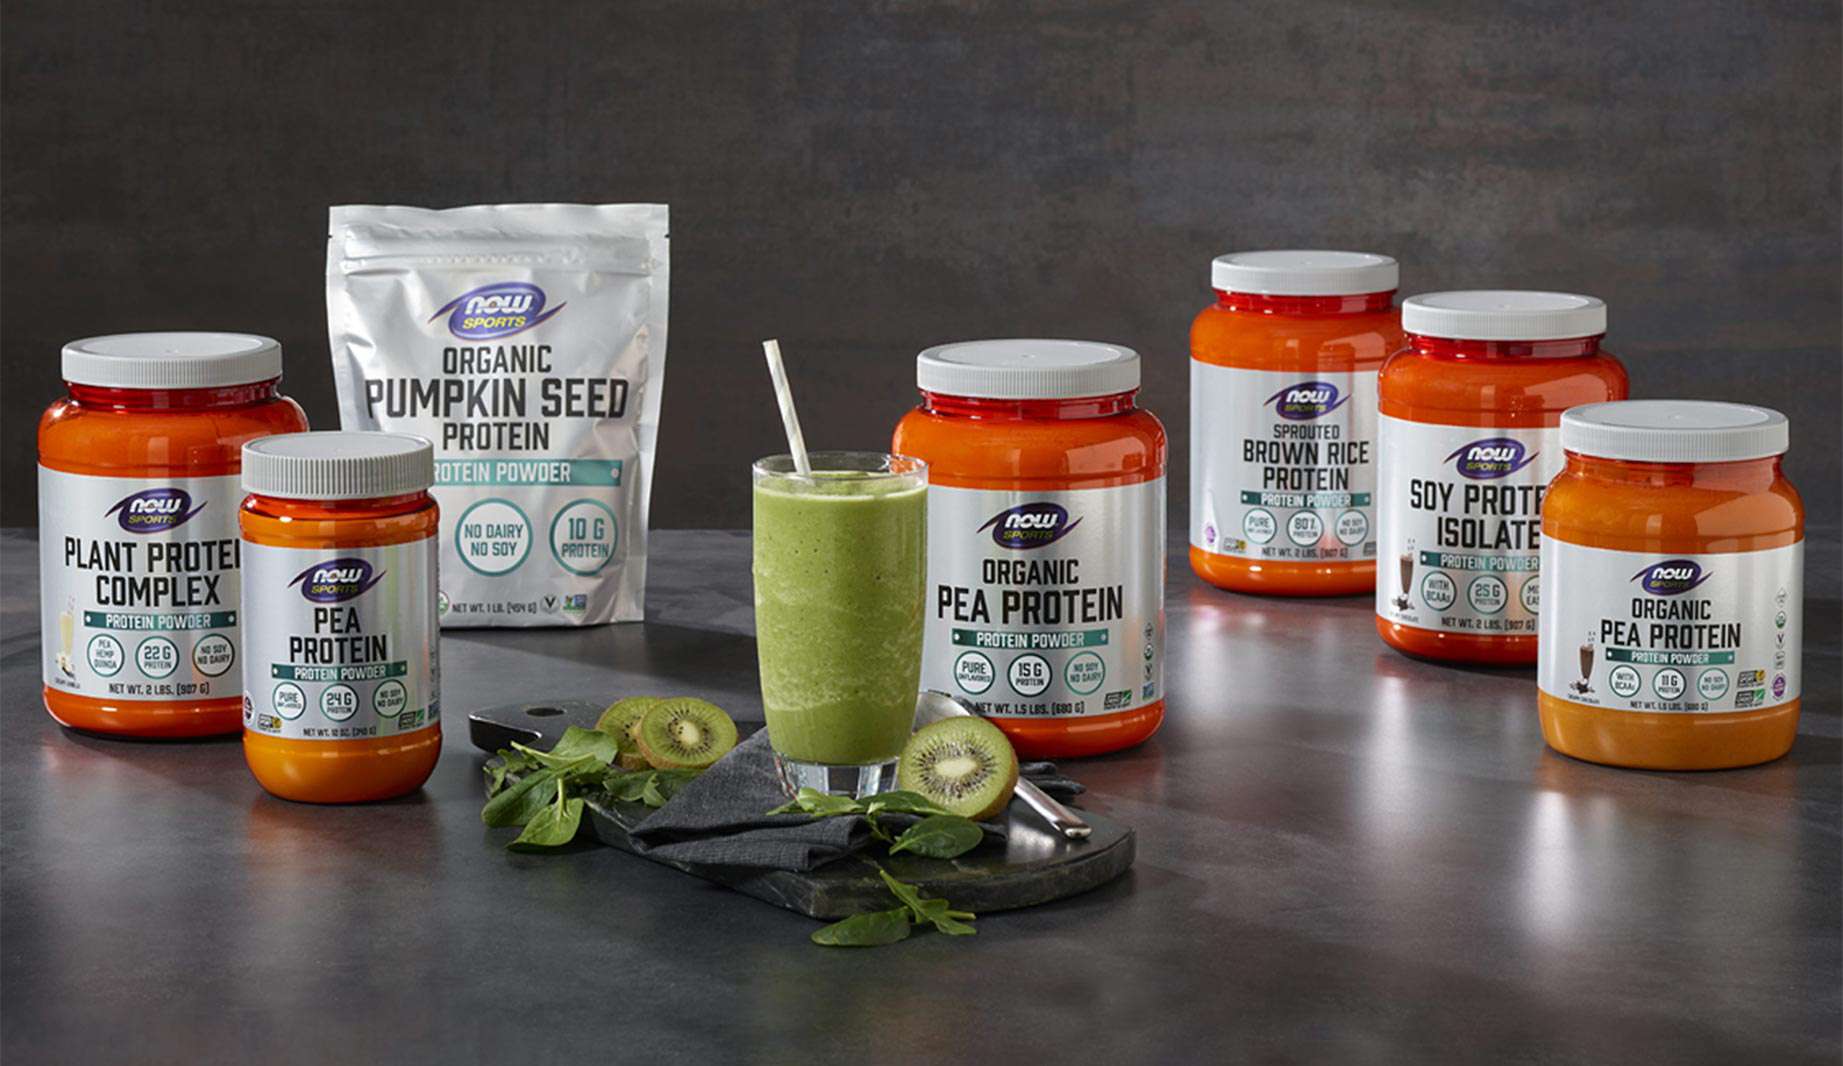 NOW
SPORTS
PLANT PROTEI
COMPLEX
PROTEIN POWDER
PEA
HEMP
QUINOA
22 G
PROTEIN
NO SOY
NO DAIRY
NET WT. 2 LBS. (907 G)
NOW
SPORTS
PEA
PROTEIN
PROTEIN POWDER
PURE
UNFLAVORED
24 G
PROTEIN
NO SOY
NO DAIRY
NET WT. 12 OZ. (340 G)
NOW
SPORTS
ORGANIC
PUMPKIN SEED
PROTEIN
ROTEIN POWDER
NO DAIRY
NO SOY
10 G
PROTEIN
NET WT. 1 LB. (454 G)
NOW
SPORTS
ORGANIC
PEA PROTEIN
PROTEIN POWDER
PURE
UNFLAVORED
15 G
PROTEIN
NO SOY
NO DAIRY
NET WT. 1.5 LBS. (680 G)
NOW
SPORTS
SPROUTED
BROWN RICE
PROTEIN
PROTEIN POWDER
PURE
UNFLAVORED
80%
PROTEIN
NO SOY
NO DAIRY
NET WT. 2 LBS. (907 G)
NOW
SPORTS
SOY PROTE
ISOLATE
PROTEIN POWDER
WITH
BCAAs
25 G
PROTEIN
NET WT. 2 LBS. (907 G)
NOW
SPORTS
ORGANIC
PEA PROTEIN
PROTEIN POWDER
WITH
BCAAs
11 G
PROTEIN
NO SOY
NO DAIRY
NET WT. 1.5 LBS. (680 G)